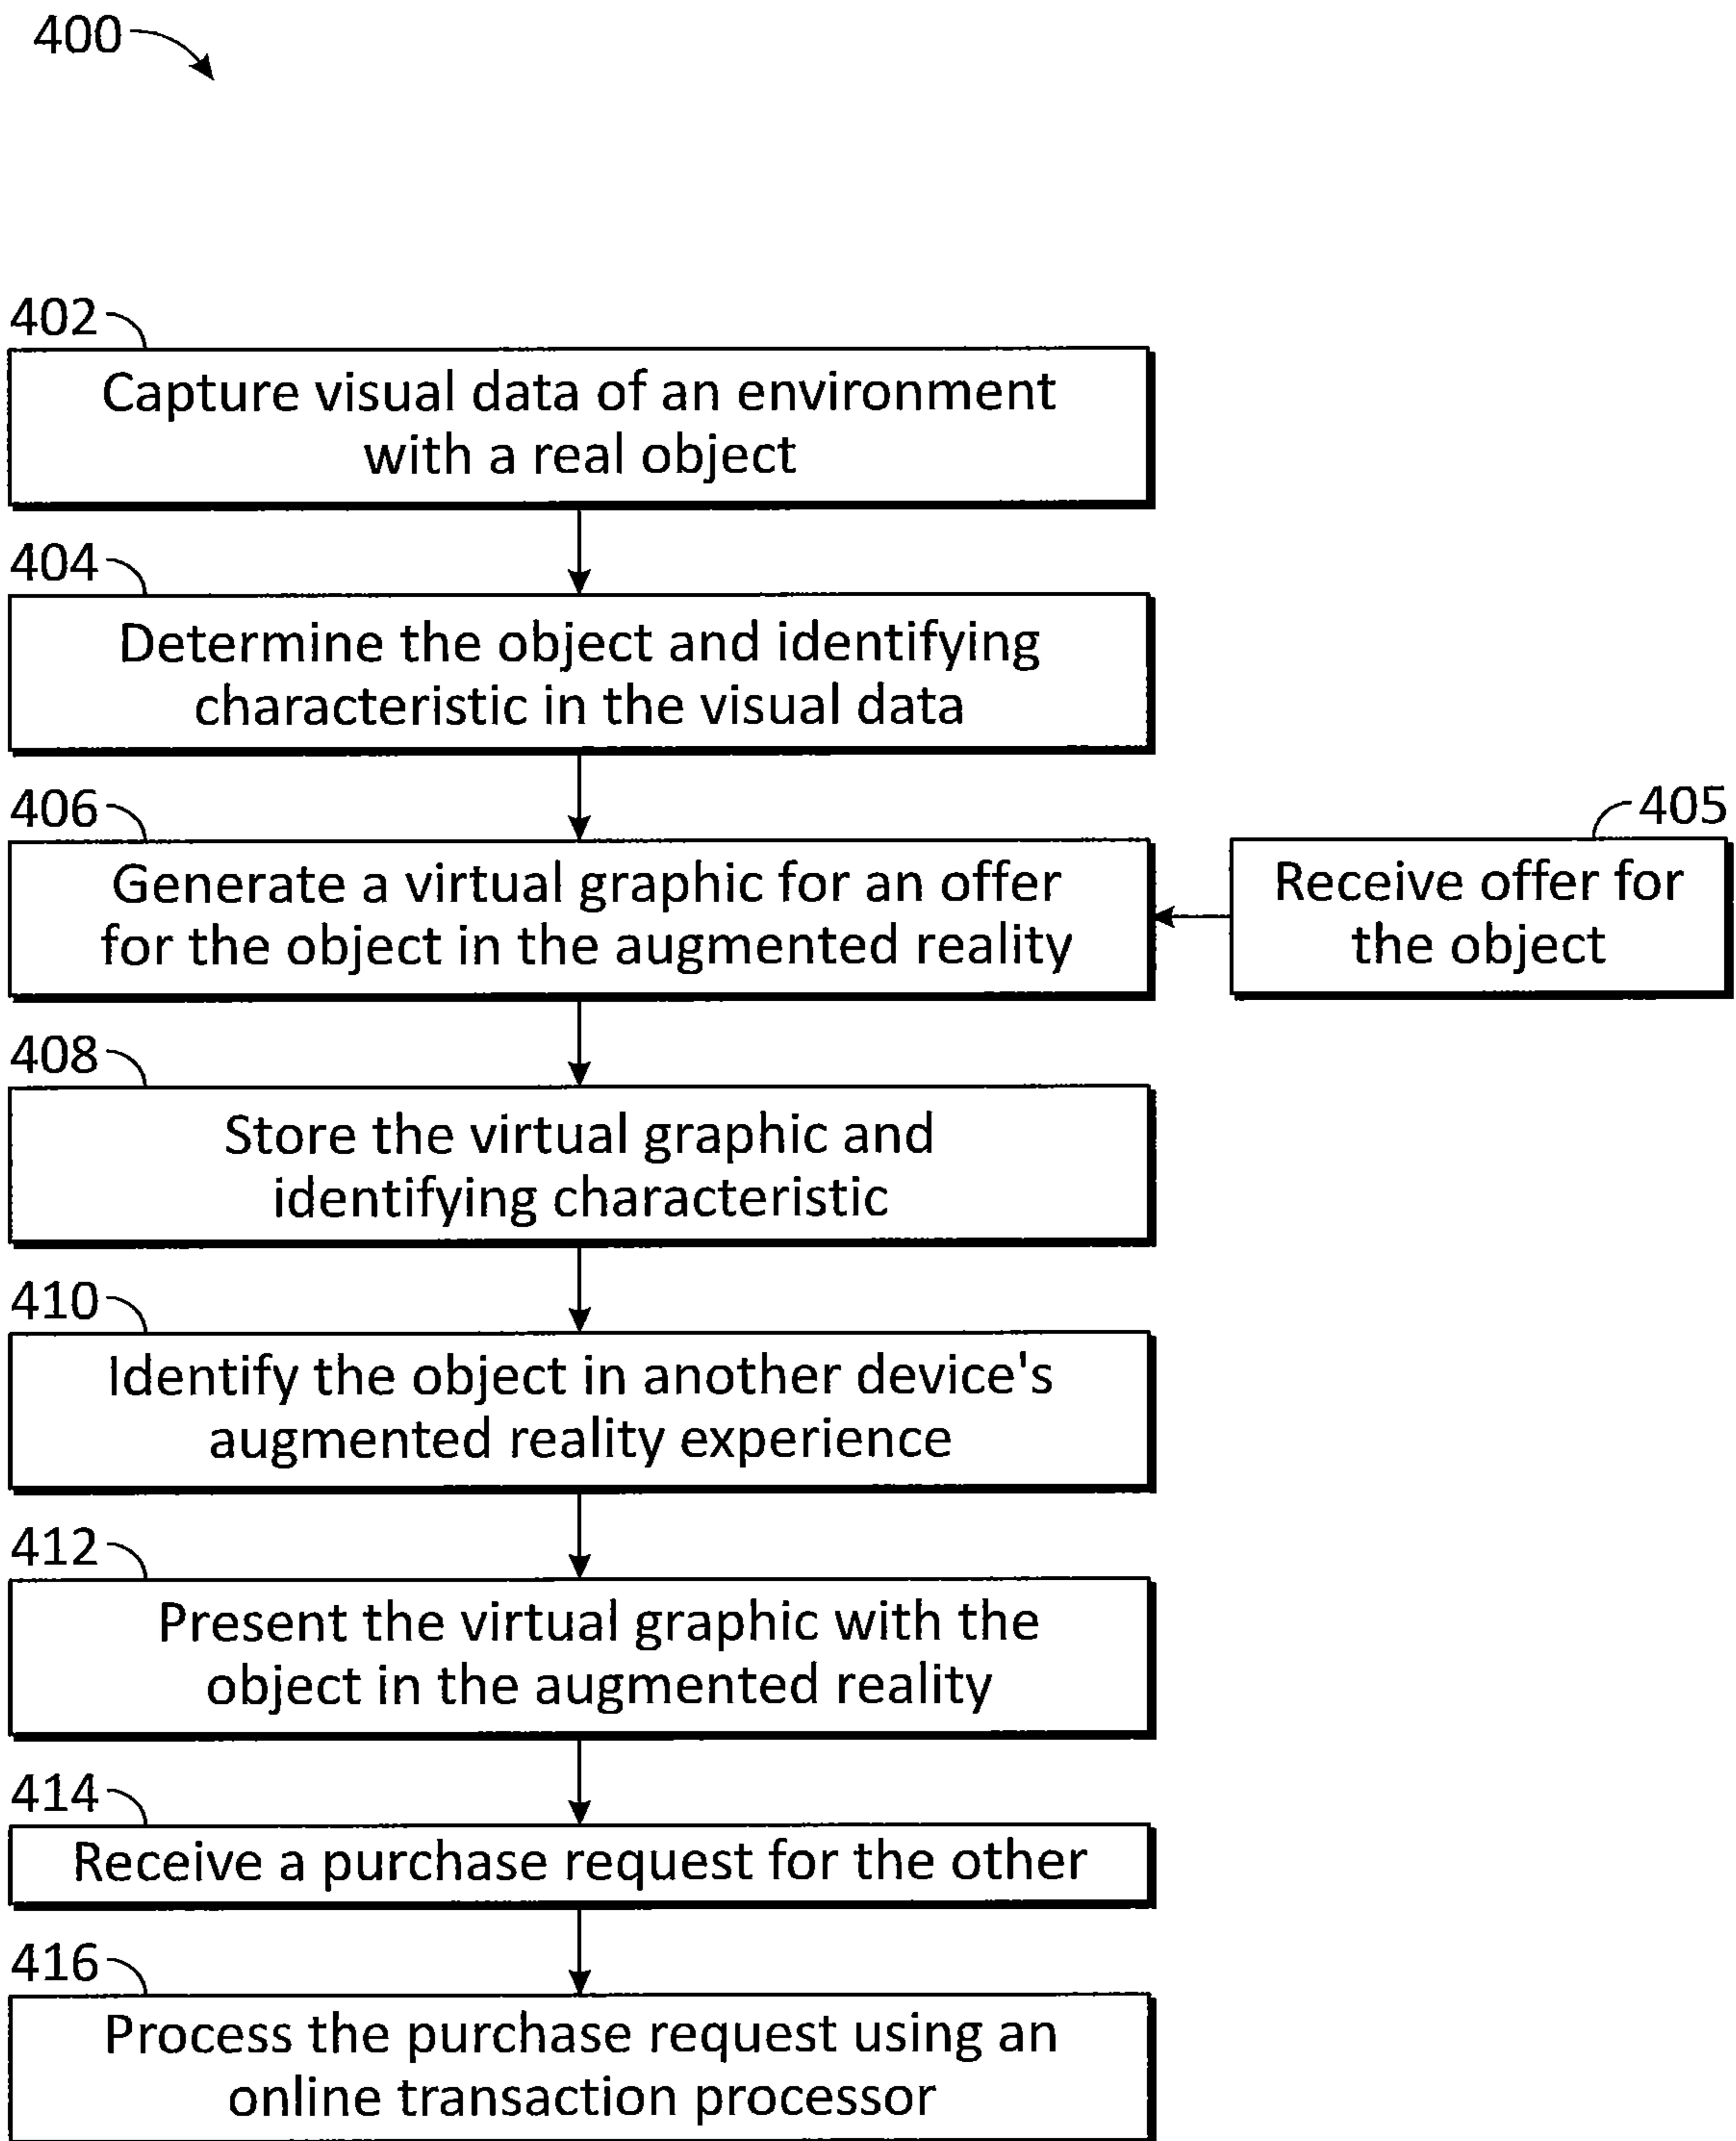 400
402
Capture visual data of an environment
with a real object
404
Determine the object and identifying
characteristic in the visual data
406
Generate a virtual graphic for an offer
for the object in the augmented reality
405
Receive offer for
the object
408
Store the virtual graphic and
identifying characteristic
410
Identify the object in another device's
augmented reality experience
412
Present the virtual graphic with the
object in the augmented reality
414
Receive a purchase request for the other
416
Process the purchase request using an
online transaction processor